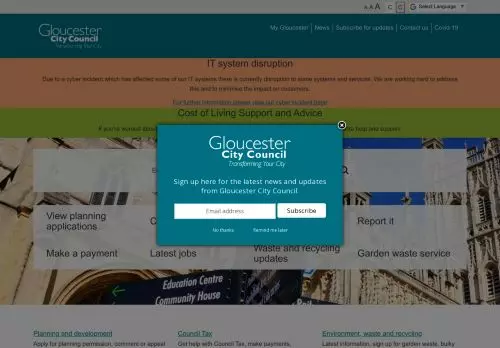 A A A C C Select Language
Gloucester
City Council
Transforming Your City
My Gloucester News Subscribe for updates Contact us Covid-19
IT system disruption
Due to a cyber incident which has affected some of our IT systems there is currently disruption to some systems and services. We are working hard to address
this and to minimise the impact on customers.
For further information please view our cyber incident page
Cost of Living Support and Advice
If you're worried about
help and support.
Gloucester
City Council
Transforming Your City
Sign up here for the latest news and updates
from Gloucester City Council
Email address Subscribe
No thanks Remind me later
View planning
applications
Report it
Make a payment Latest jobs Waste and recycling
updates
Garden waste service
Education Centre
Community House
Planning and development Council Tax Environment, waste and recycling
Apply for planning permission, comment or appeal Get help with Council Tax, make payments, Latest information, sign up for garden waste, bulky